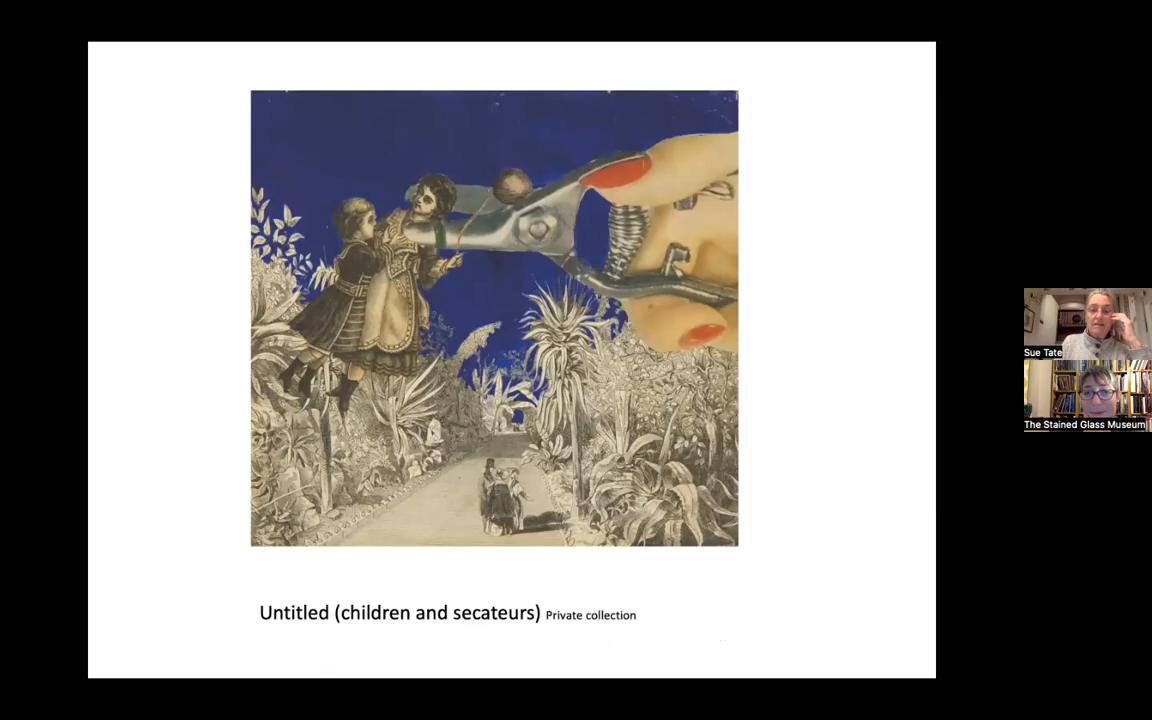 Untitled (children and secateurs) Private collection
Sue Tate
The Stained Glass Museum